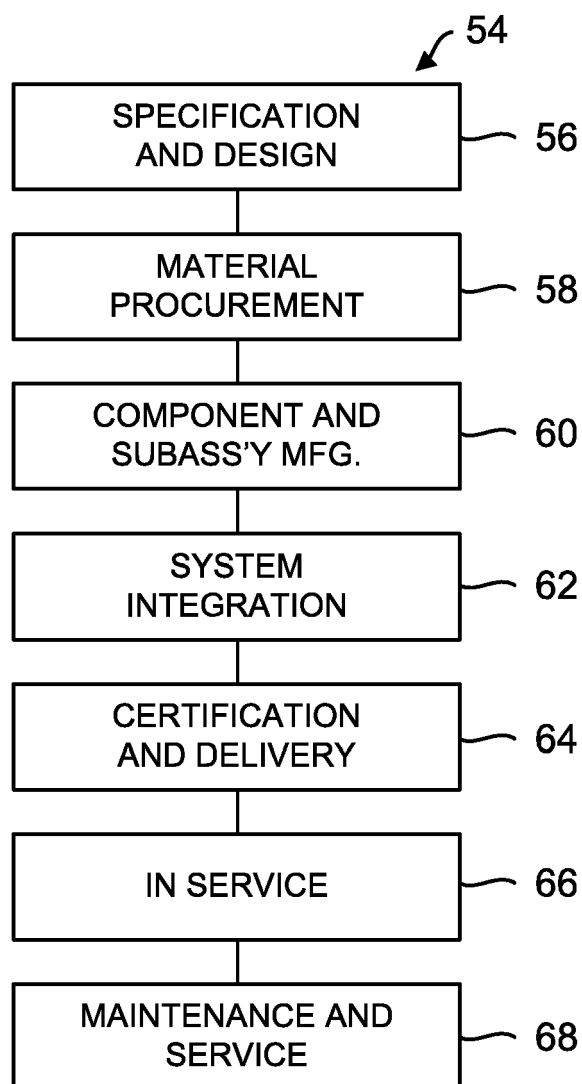 54
SPECIFICATION
AND DESIGN
56
MATERIAL
PROCUREMENT
58
COMPONENT AND
SUBASS'Y MFG.
60
SYSTEM
INTEGRATION
62
CERTIFICATION
AND DELIVERY
64
IN SERVICE
66
MAINTENANCE AND
SERVICE
68